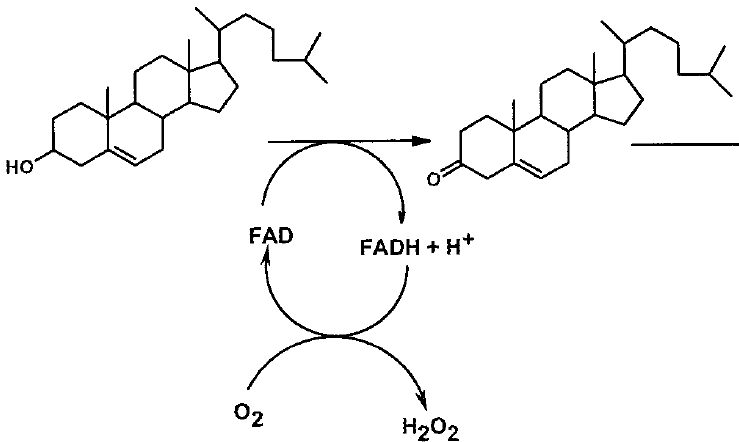 HO
O
FAD
FADH + H⁺
O₂
H₂O₂